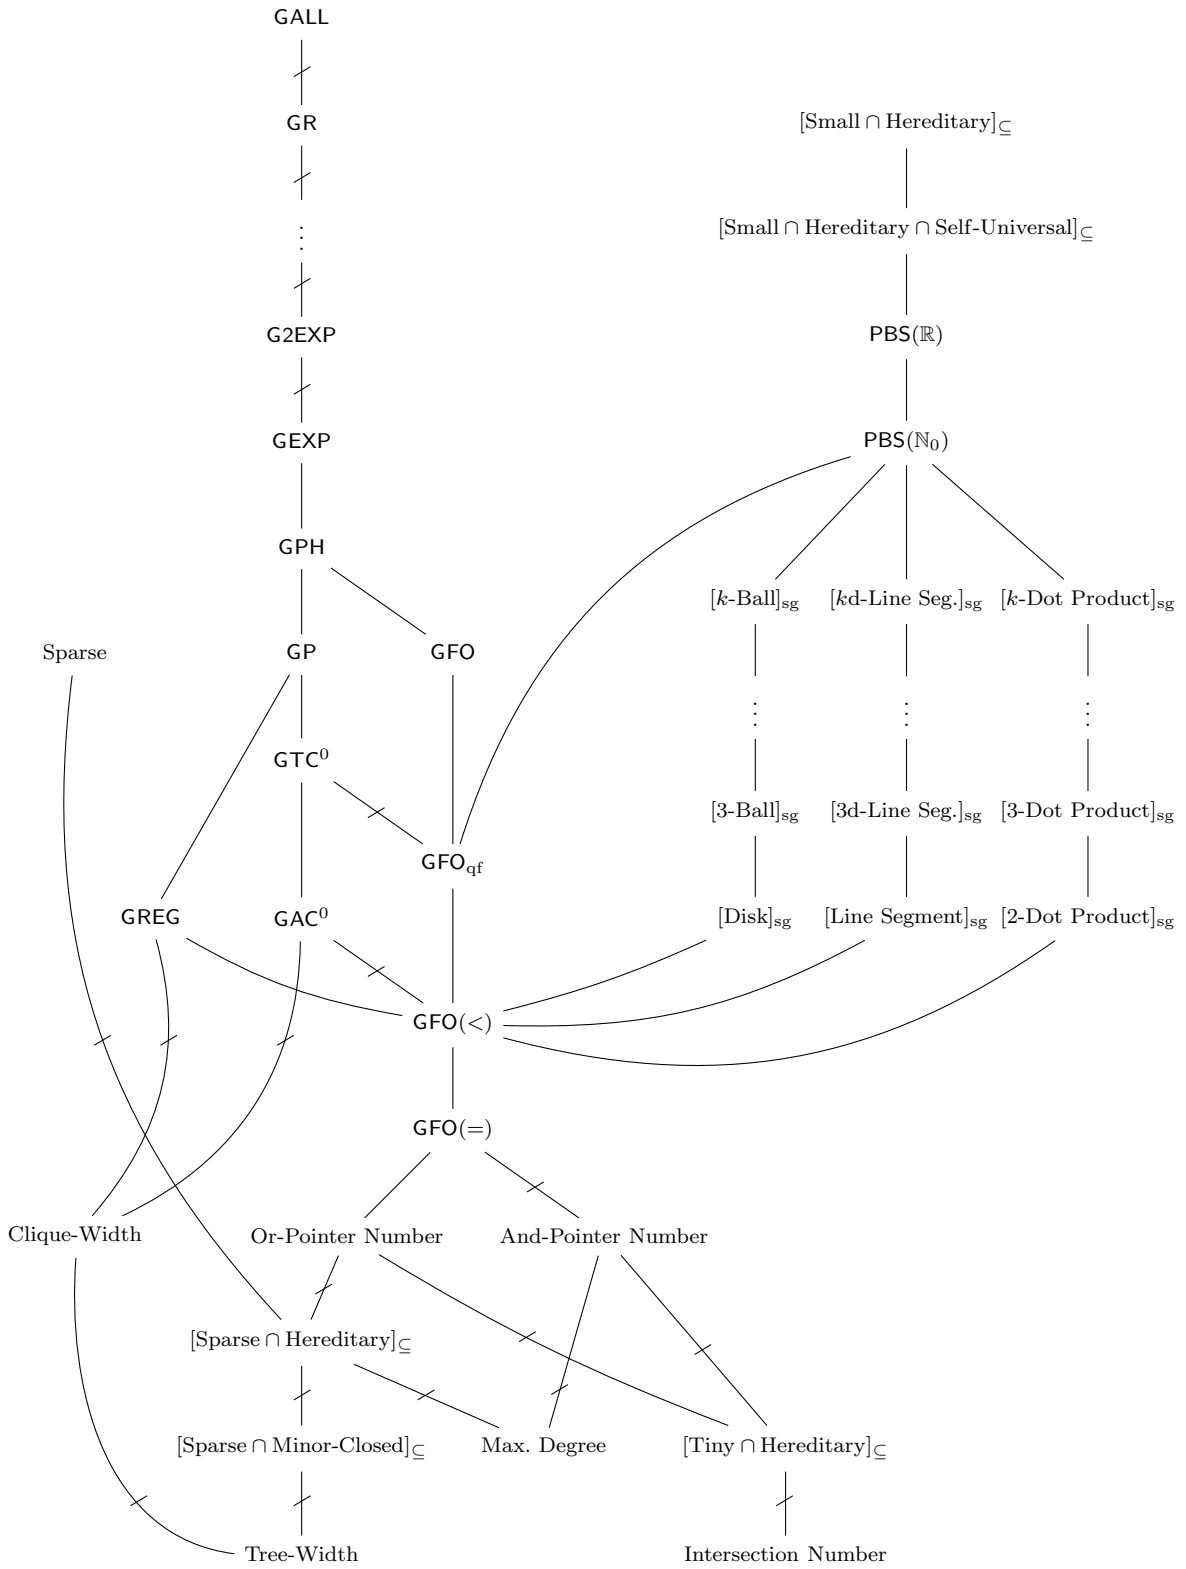 GALL
GR
[Small ∩ Hereditary]⊆
⋮
[Small ∩ Hereditary ∩ Self-Universal]⊆
G2EXP
PBS(ℝ)
GEXP
PBS(ℕ₀)
GPH
[k-Ball]sg [kd-Line Seg.]sg [k-Dot Product]sg
Sparse GP GFO
⋮ ⋮ ⋮
GTC⁰
[3-Ball]sg [3d-Line Seg.]sg [3-Dot Product]sg
GFOqf
GREG GAC⁰ [Disk]sg [Line Segment]sg [2-Dot Product]sg
GFO(<)
GFO(=)
Clique-Width Or-Pointer Number And-Pointer Number
[Sparse ∩ Hereditary]⊆
[Sparse ∩ Minor-Closed]⊆ Max. Degree [Tiny ∩ Hereditary]⊆
Tree-Width Intersection Number